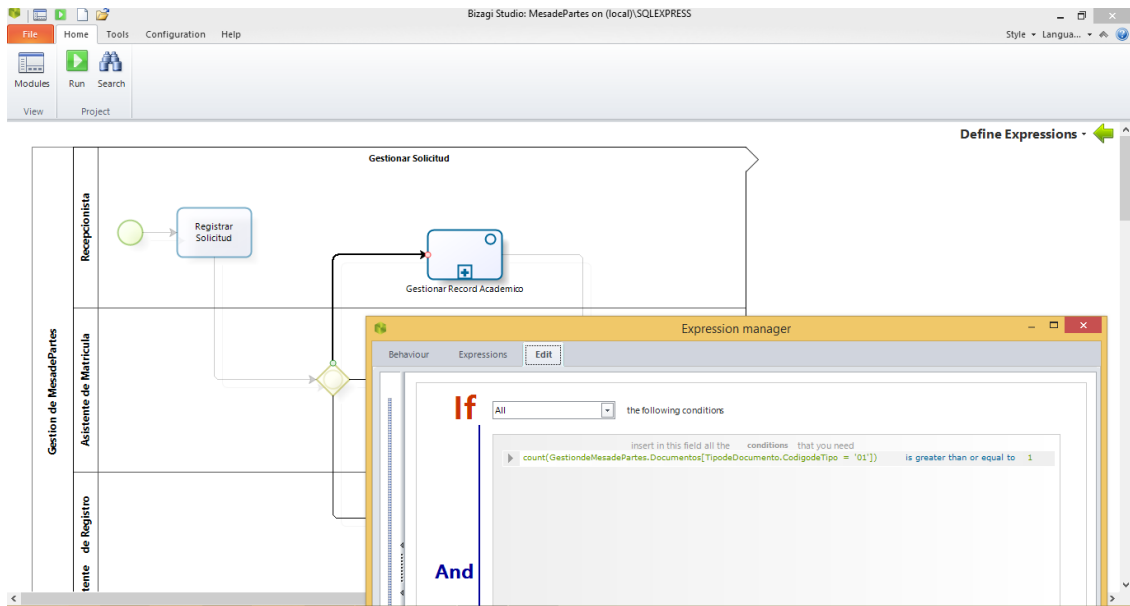 Bizagi Studio: MesadePartes on (local)\SQLEXPRESS
File Home Tools Configuration Help
Style Langua...
Modules Run Search
View Project
Define Expressions
Gestionar Solicitud
Gestion de MesadePartes
Recepcionista
Registrar
Solicitud
Gestionar Record Academico
Asistente de Matricula
tente de Registro
Expression manager
Behaviour Expressions Edit
If All the following conditions
insert in this field all the conditions that you need
count(GestiondeMesadePartes.Documentos[TipodeDocumento.CodigodeTipo = '01']) is greater than or equal to 1
And